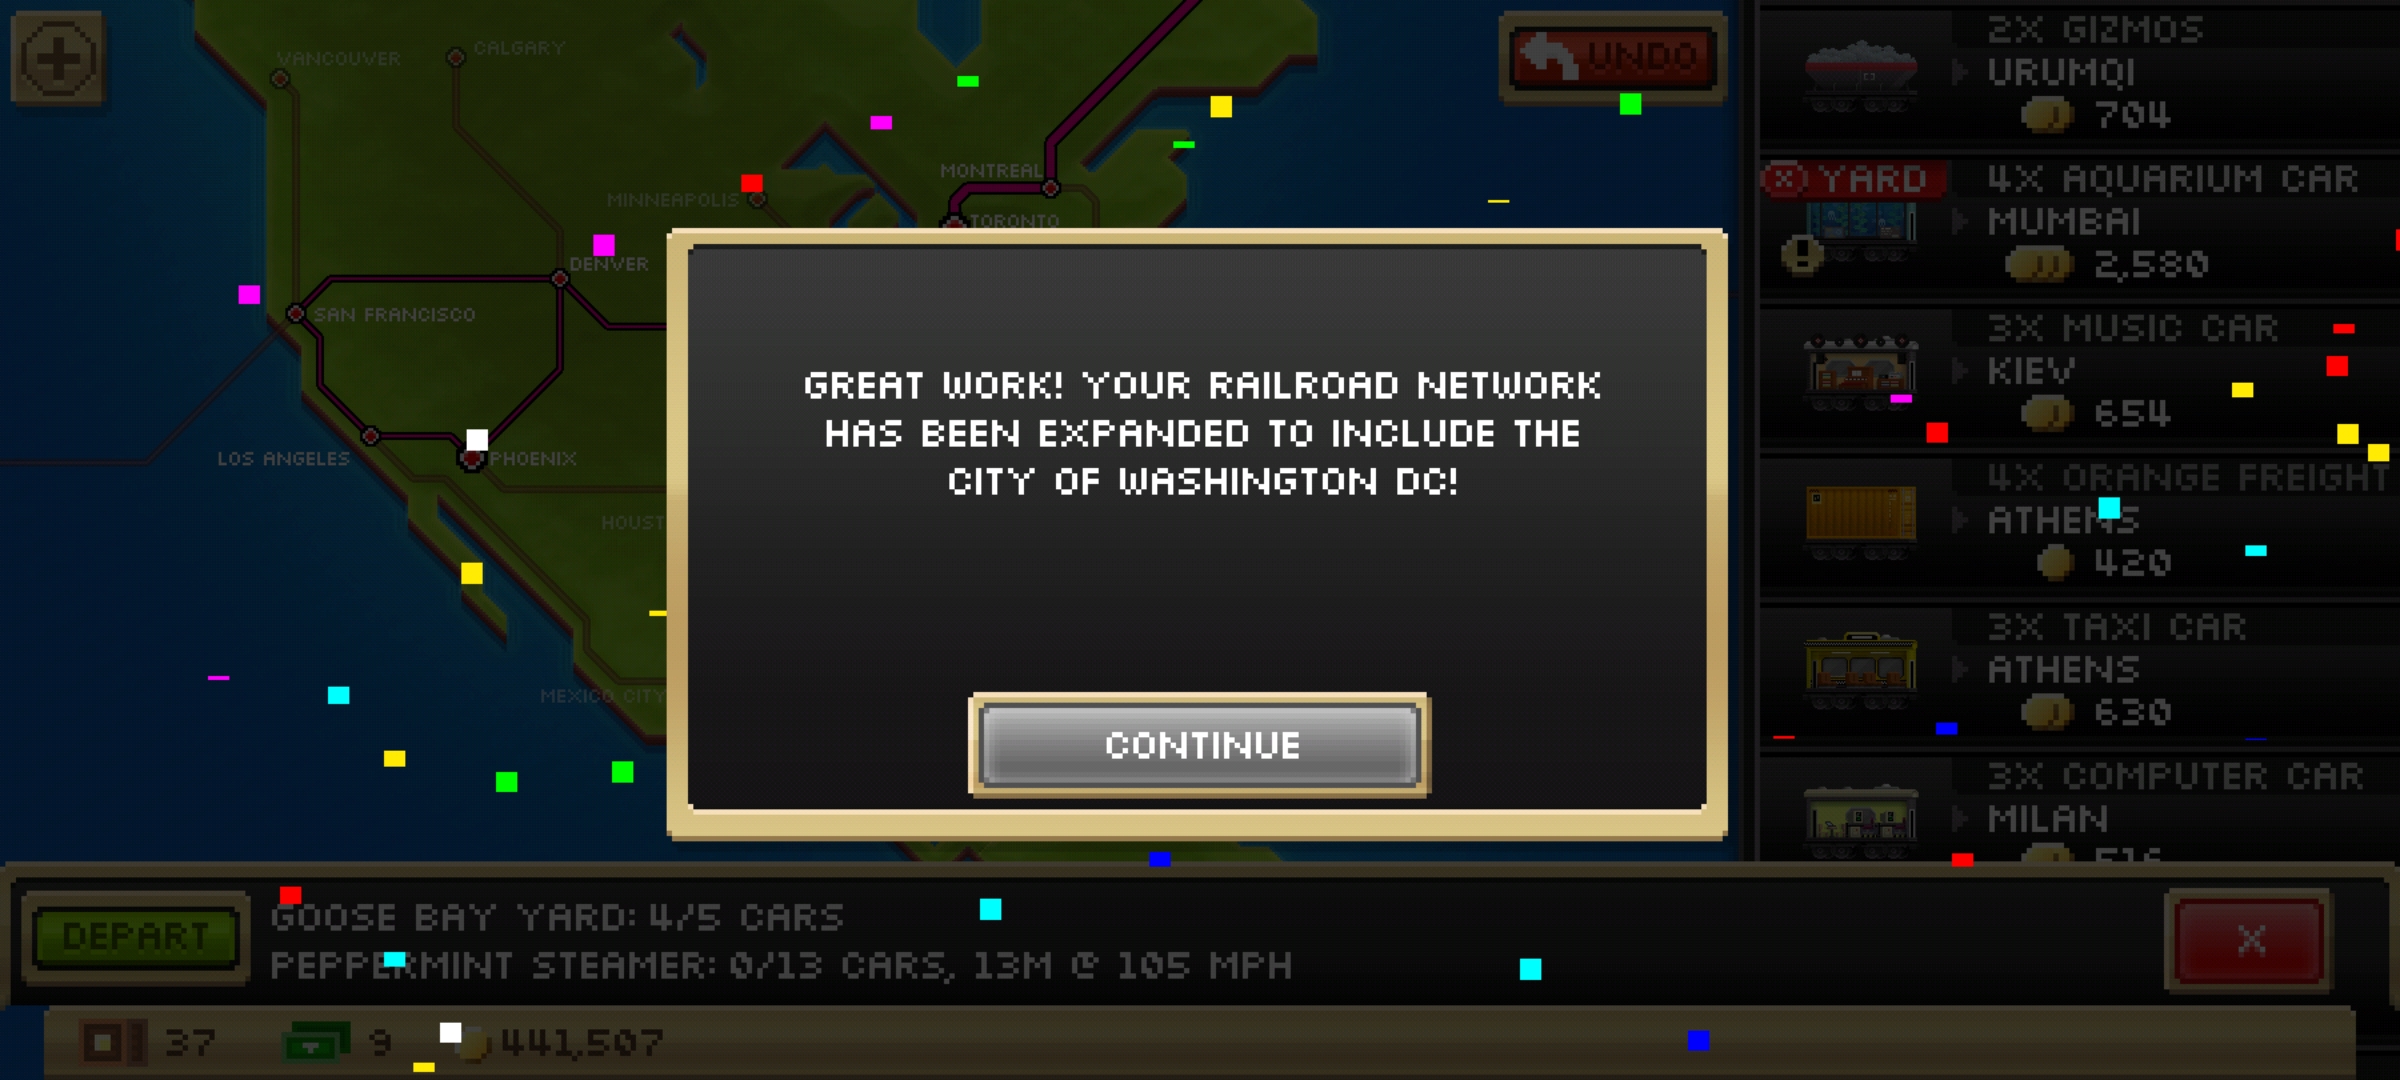 VANCOUVER
CALGARY
MINNEAPOLIS
MONTREAL
TORONTO
DENVER
SAN FRANCISCO
LOS ANGELES
PHOENIX
HOUST
MEXICO CITY
UNDO
GREAT WORK! YOUR RAILROAD NETWORK
HAS BEEN EXPANDED TO INCLUDE THE
CITY OF WASHINGTON DC!
CONTINUE
2X GIZMOS
URUMQI
704
YARD
4X AQUARIUM CAR
MUMBAI
2,580
3X MUSIC CAR
KIEV
654
4X ORANGE FREIGHT
ATHENS
420
3X TAXI CAR
ATHENS
630
3X COMPUTER CAR
MILAN
DEPART
GOOSE BAY YARD: 4/5 CARS
PEPPERMINT STEAMER: 0/13 CARS, 13M @ 105 MPH
X
37
9
441,507